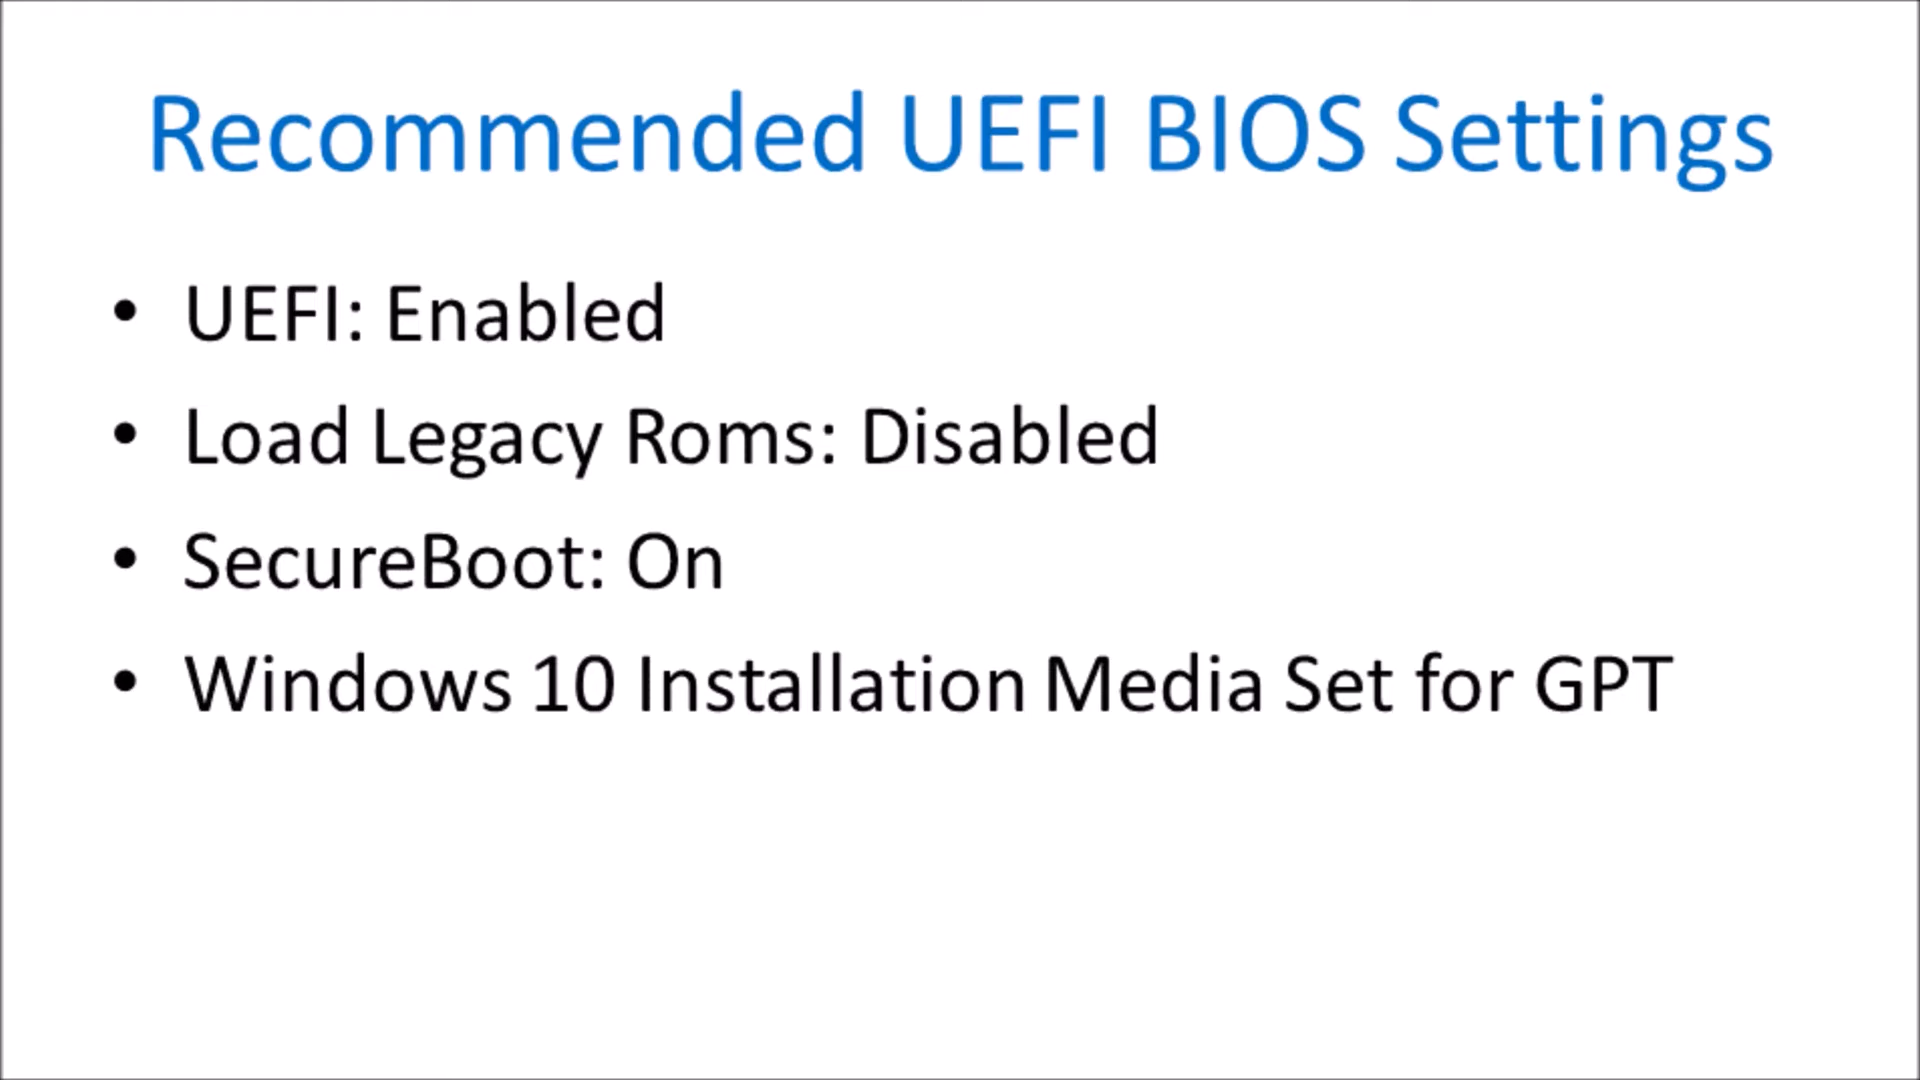 Recommended UEFI BIOS Settings
• UEFI: Enabled
• Load Legacy Roms: Disabled
• SecureBoot: On
• Windows 10 Installation Media Set for GPT